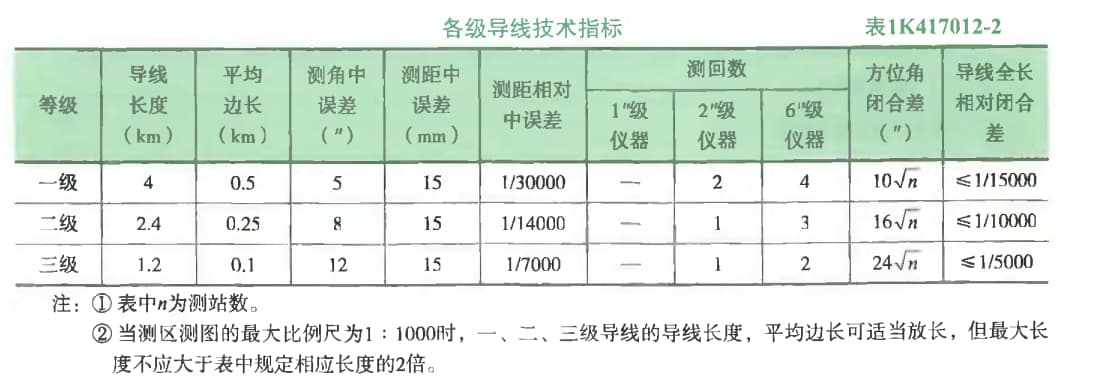 各级导线技术指标 表1K417012-2
等级 导线长度(km) 平均边长(km) 测角中误差(″) 测距中误差(mm) 测距相对中误差 测回数 方位角闭合差(″) 导线全长相对闭合差
1″级仪器 2″级仪器 6″级仪器
一级 4 0.5 5 15 1/30000 — 2 4 10√n ≤1/15000
二级 2.4 0.25 8 15 1/14000 — 1 3 16√n ≤1/10000
三级 1.2 0.1 12 15 1/7000 — 1 2 24√n ≤1/5000
注：① 表中n为测站数。
② 当测区测图的最大比例尺为1：1000时，一、二、三级导线的导线长度，平均边长可适当放长，但最大长
度不应大于表中规定相应长度的2倍。